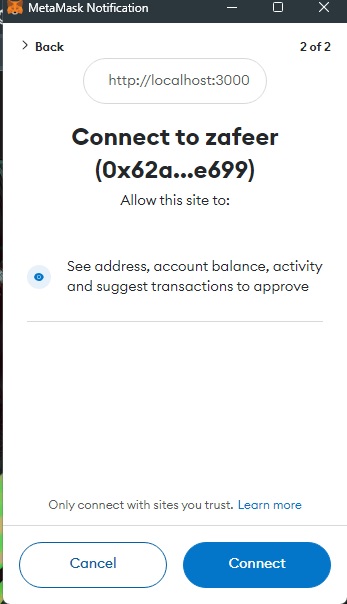 MetaMask Notification
Back
2 of 2
http://localhost:3000
Connect to zafeer
(0x62a...e699)
Allow this site to:
See address, account balance, activity
and suggest transactions to approve
Only connect with sites you trust. Learn more
Cancel
Connect